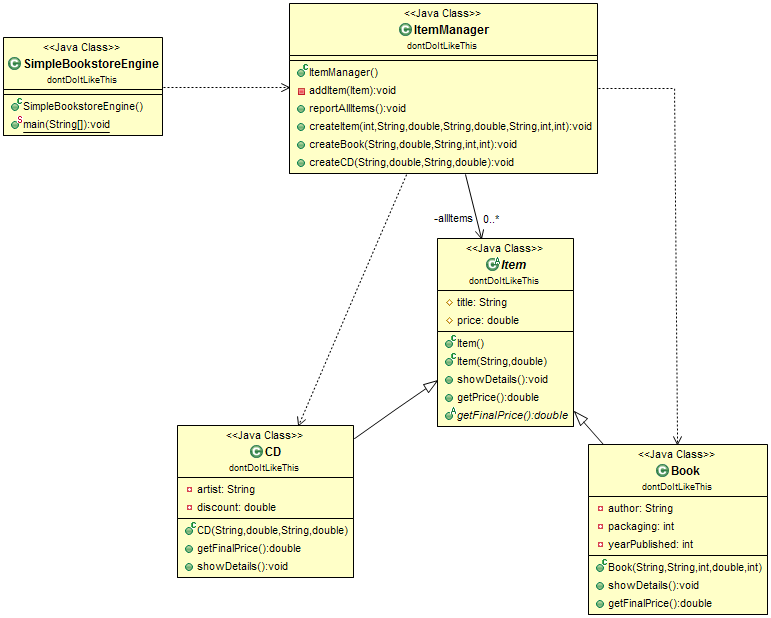 <<Java Class>>
SimpleBookstoreEngine
dontDoItLikeThis
SimpleBookstoreEngine()
main(String[]):void
<<Java Class>>
ItemManager
dontDoItLikeThis
ItemManager()
addItem(Item):void
reportAllItems():void
createItem(int,String,double,String,double,String,int,int):void
createBook(String,double,String,int,int):void
createCD(String,double,String,double):void
-allItems
0..*
<<Java Class>>
Item
dontDoItLikeThis
title: String
price: double
Item()
Item(String,double)
showDetails():void
getPrice():double
getFinalPrice():double
<<Java Class>>
CD
dontDoItLikeThis
artist: String
discount: double
CD(String,double,String,double)
getFinalPrice():double
showDetails():void
<<Java Class>>
Book
dontDoItLikeThis
author: String
packaging: int
yearPublished: int
Book(String,String,int,double,int)
showDetails():void
getFinalPrice():double